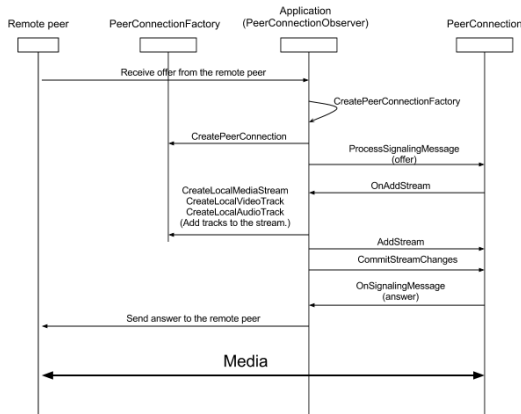 Remote peer
PeerConnectionFactory
Application
(PeerConnectionObserver)
PeerConnection
Receive offer from the remote peer
CreatePeerConnectionFactory
CreatePeerConnection
ProcessSignalingMessage
(offer)
OnAddStream
CreateLocalMediaStream
CreateLocalVideoTrack
CreateLocalAudioTrack
(Add tracks to the stream.)
AddStream
CommitStreamChanges
OnSignalingMessage
(answer)
Send answer to the remote peer
Media